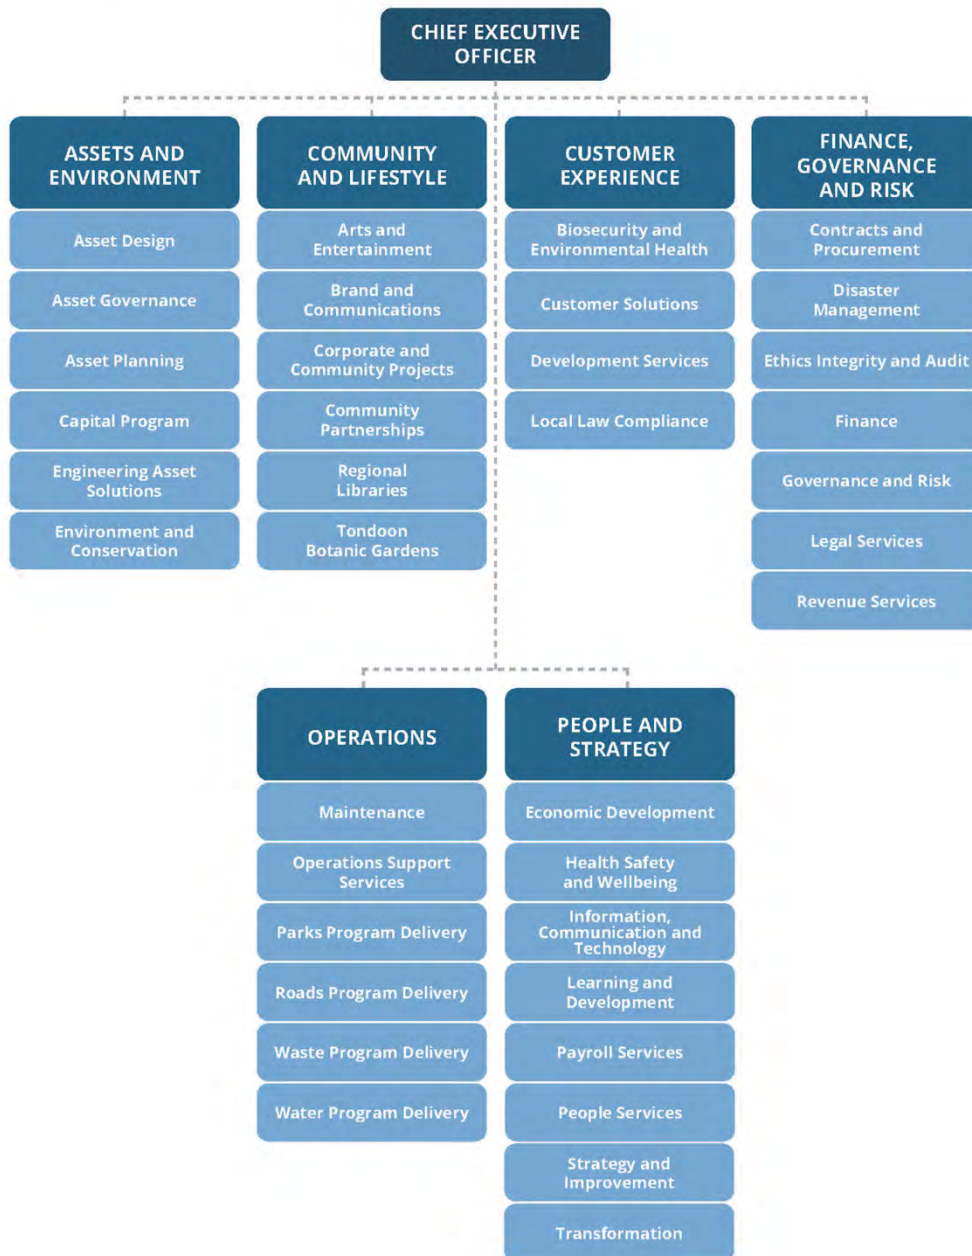 CHIEF EXECUTIVE
OFFICER
ASSETS AND
ENVIRONMENT
Asset Design
Asset Governance
Asset Planning
Capital Program
Engineering Asset
Solutions
Environment and
Conservation
COMMUNITY
AND LIFESTYLE
Arts and
Entertainment
Brand and
Communications
Corporate and
Community Projects
Community
Partnerships
Regional
Libraries
Tondoon
Botanic Gardens
CUSTOMER
EXPERIENCE
Biosecurity and
Environmental Health
Customer Solutions
Development Services
Local Law Compliance
FINANCE,
GOVERNANCE
AND RISK
Contracts and
Procurement
Disaster
Management
Ethics Integrity and Audit
Finance
Governance and Risk
Legal Services
Revenue Services
OPERATIONS
Maintenance
Operations Support
Services
Parks Program Delivery
Roads Program Delivery
Waste Program Delivery
Water Program Delivery
PEOPLE AND
STRATEGY
Economic Development
Health Safety
and Wellbeing
Information,
Communication and
Technology
Learning and
Development
Payroll Services
People Services
Strategy and
Improvement
Transformation